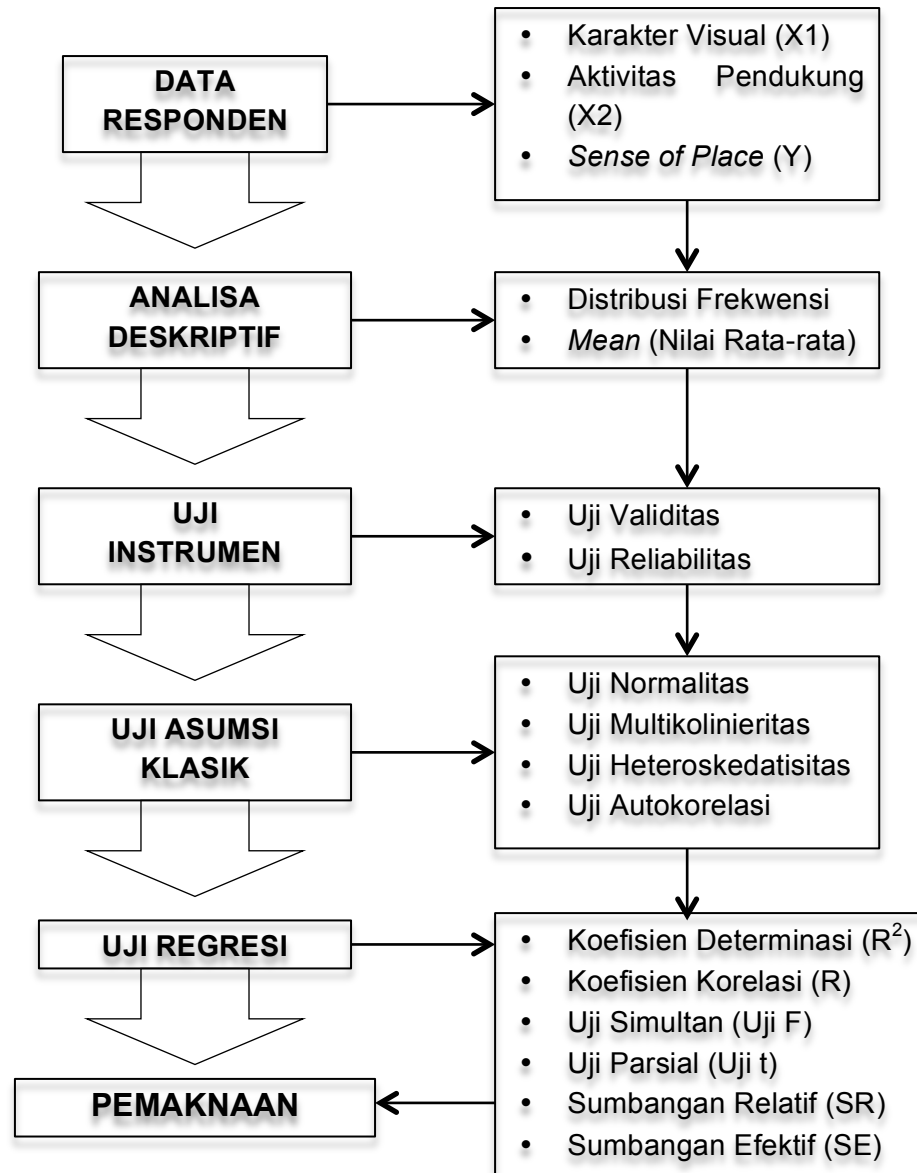 DATA
RESPONDEN
• Karakter Visual (X1)
• Aktivitas Pendukung
(X2)
• Sense of Place (Y)
ANALISA
DESKRIPTIF
• Distribusi Frekwensi
• Mean (Nilai Rata-rata)
UJI
INSTRUMEN
• Uji Validitas
• Uji Reliabilitas
UJI ASUMSI
KLASIK
• Uji Normalitas
• Uji Multikolinieritas
• Uji Heteroskedatisitas
• Uji Autokorelasi
UJI REGRESI
• Koefisien Determinasi (R²)
• Koefisien Korelasi (R)
• Uji Simultan (Uji F)
• Uji Parsial (Uji t)
• Sumbangan Relatif (SR)
• Sumbangan Efektif (SE)
PEMAKNAAN